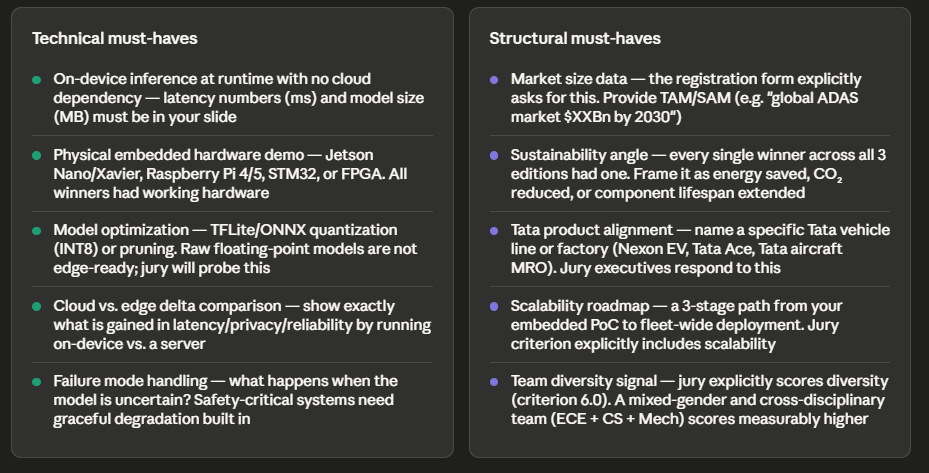 Technical must-haves
On-device inference at runtime with no cloud
dependency — latency numbers (ms) and model size
(MB) must be in your slide
Physical embedded hardware demo — Jetson
Nano/Xavier, Raspberry Pi 4/5, STM32, or FPGA. All
winners had working hardware
Model optimization — TFLite/ONNX quantization
(INT8) or pruning. Raw floating-point models are not
edge-ready; jury will probe this
Cloud vs. edge delta comparison — show exactly
what is gained in latency/privacy/reliability by running
on-device vs. a server
Failure mode handling — what happens when the
model is uncertain? Safety-critical systems need
graceful degradation built in
Structural must-haves
Market size data — the registration form explicitly
asks for this. Provide TAM/SAM (e.g. "global ADAS
market $XXBn by 2030")
Sustainability angle — every single winner across all 3
editions had one. Frame it as energy saved, CO₂
reduced, or component lifespan extended
Tata product alignment — name a specific Tata vehicle
line or factory (Nexon EV, Tata Ace, Tata aircraft
MRO). Jury executives respond to this
Scalability roadmap — a 3-stage path from your
embedded PoC to fleet-wide deployment. Jury
criterion explicitly includes scalability
Team diversity signal — jury explicitly scores diversity
(criterion 6.0). A mixed-gender and cross-disciplinary
team (ECE + CS + Mech) scores measurably higher